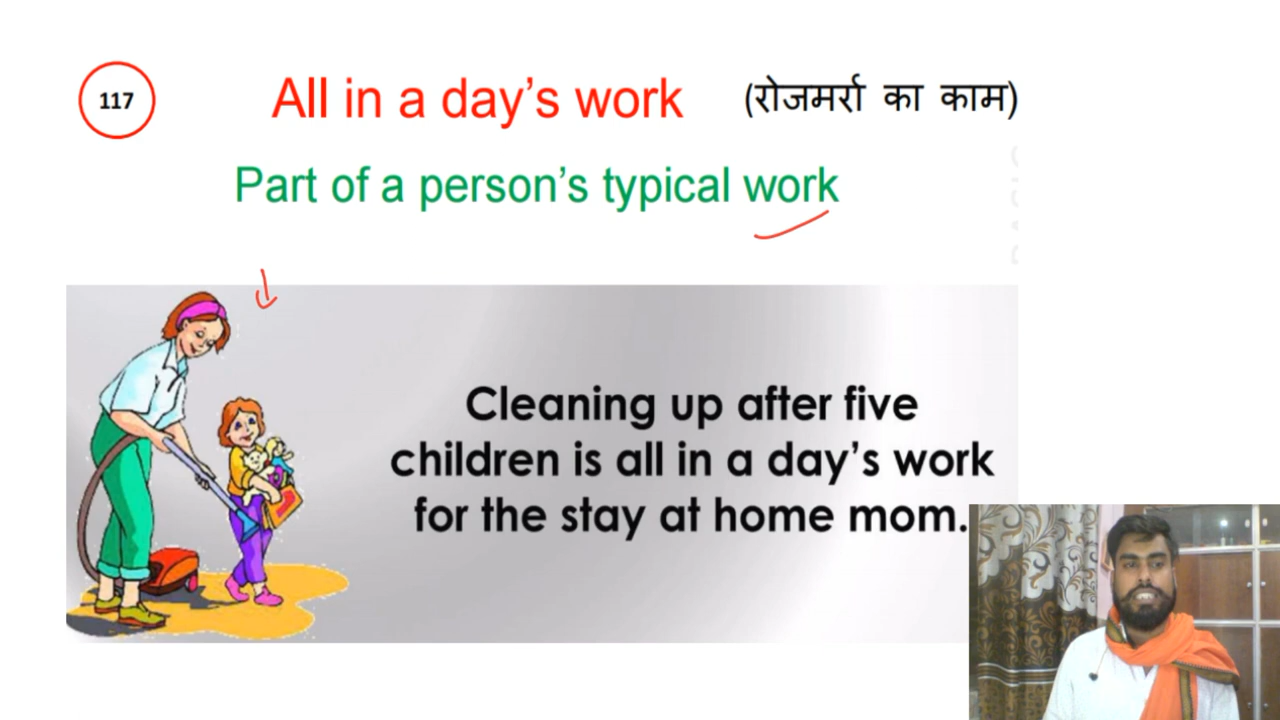 117
All in a day's work (रोजमर्रा का काम)
Part of a person's typical work
Cleaning up after five
children is all in a day's work
for the stay at home mom.